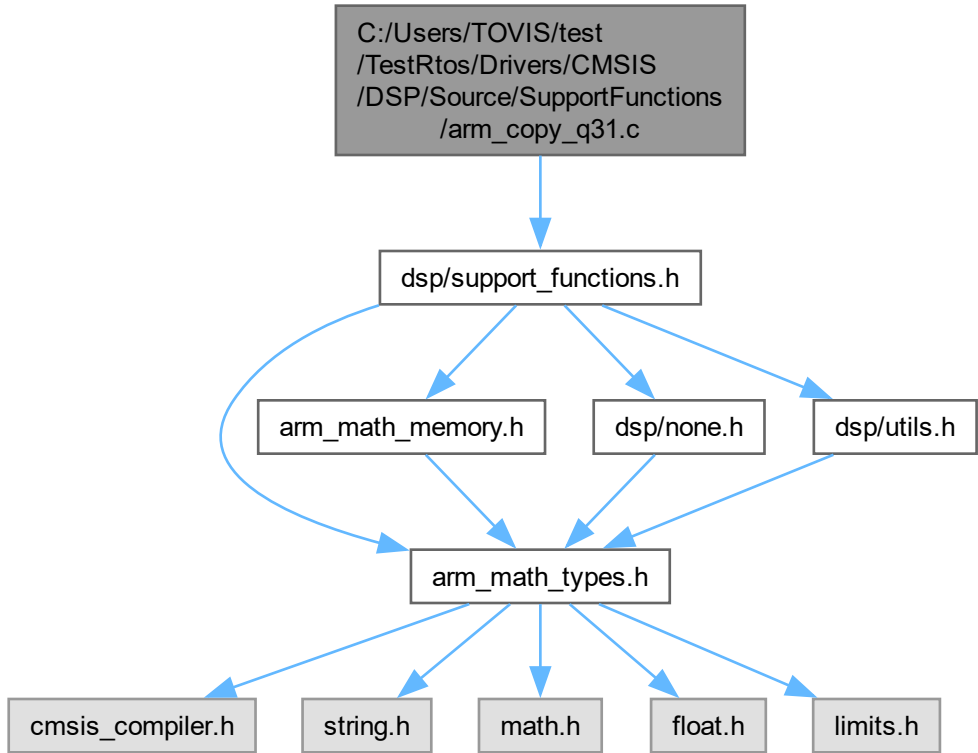 C:/Users/TOVIS/test
/TestRtos/Drivers/CMSIS
/DSP/Source/SupportFunctions
/arm_copy_q31.c
dsp/support_functions.h
arm_math_memory.h
dsp/none.h
dsp/utils.h
arm_math_types.h
cmsis_compiler.h
string.h
math.h
float.h
limits.h